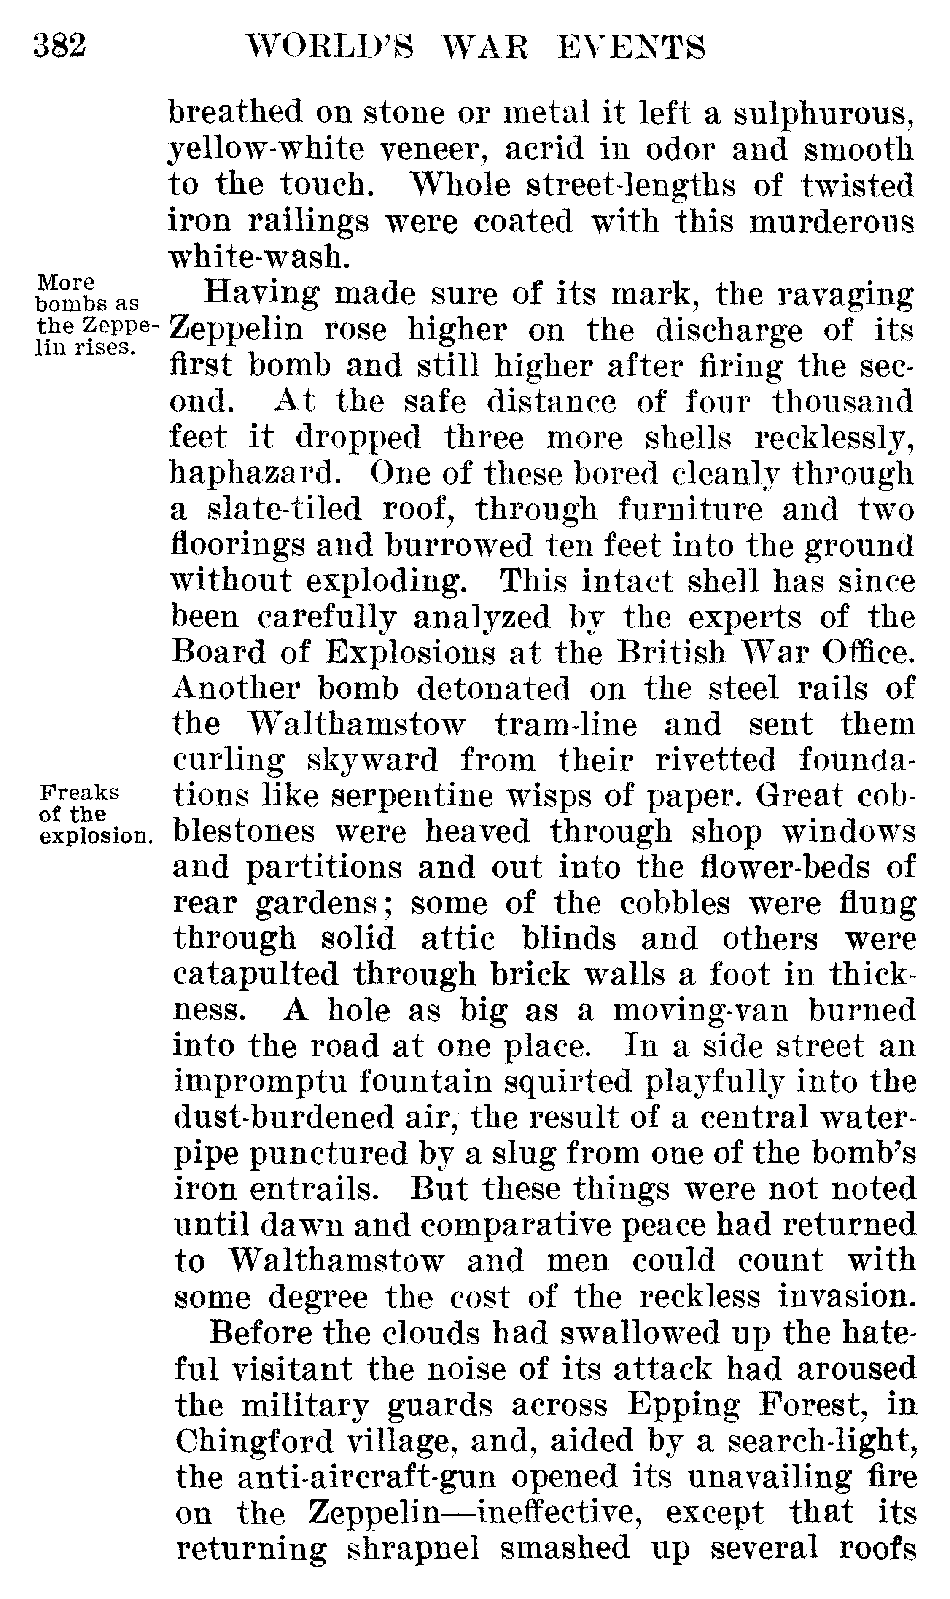 382 WORLD'S WAR EVENTS
breathed on stone or metal it left a sulphurous,
yellow-white veneer, acrid in odor and smooth
to the touch. Whole street-lengths of twisted
iron railings were coated with this murderous
white-wash.
More
bombs as
the Zeppe-
lin rises.
Having made sure of its mark, the ravaging
Zeppelin rose higher on the discharge of its
first bomb and still higher after firing the sec-
ond. At the safe distance of four thousand
feet it dropped three more shells recklessly,
haphazard. One of these bored cleanly through
a slate-tiled roof, through furniture and two
floorings and burrowed ten feet into the ground
without exploding. This intact shell has since
been carefully analyzed by the experts of the
Board of Explosions at the British War Office.
Another bomb detonated on the steel rails of
the Walthamstow tram-line and sent them
curling skyward from their rivetted founda-
Freaks
of the
explosion.
tions like serpentine wisps of paper. Great cob-
blestones were heaved through shop windows
and partitions and out into the flower-beds of
rear gardens; some of the cobbles were flung
through solid attic blinds and others were
catapulted through brick walls a foot in thick-
ness. A hole as big as a moving-van burned
into the road at one place. In a side street an
impromptu fountain squirted playfully into the
dust-burdened air, the result of a central water-
pipe punctured by a slug from one of the bomb's
iron entrails. But these things were not noted
until dawn and comparative peace had returned
to Walthamstow and men could count with
some degree the cost of the reckless invasion.
Before the clouds had swallowed up the hate-
ful visitant the noise of its attack had aroused
the military guards across Epping Forest, in
Chingford village, and, aided by a search-light,
the anti-aircraft-gun opened its unavailing fire
on the Zeppelin—ineffective, except that its
returning shrapnel smashed up several roofs